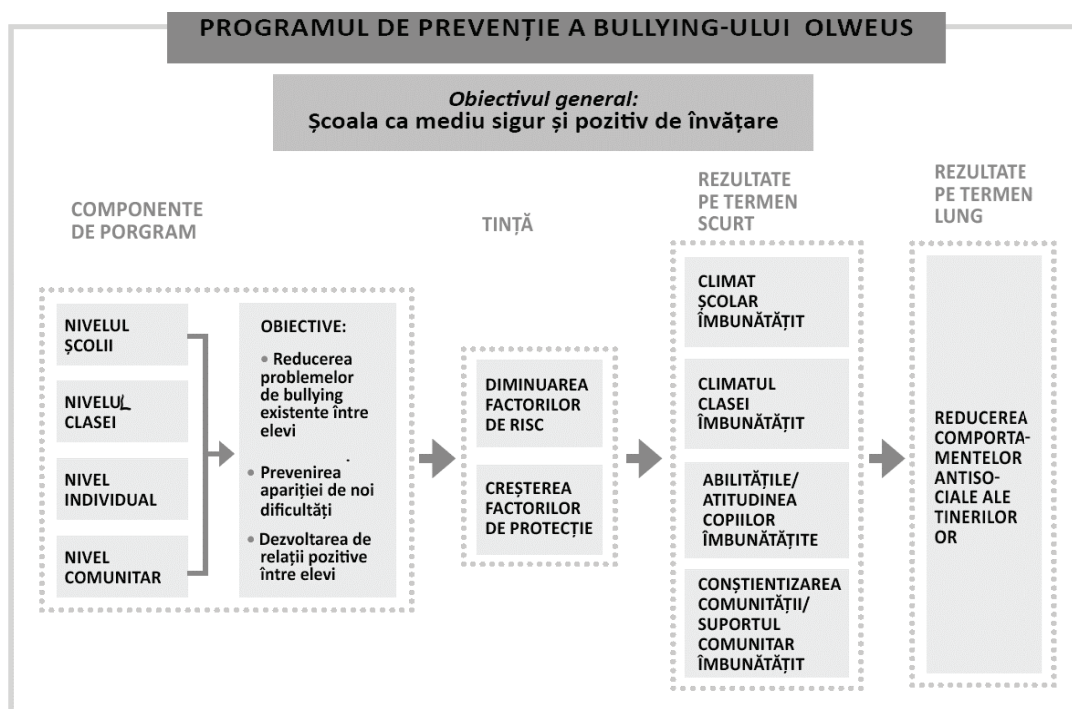 PROGRAMUL DE PREVENȚIE A BULLYING-ULUI OLWEUS
Obiectivul general:
Școala ca mediu sigur și pozitiv de învățare
COMPONENTE
DE PORGRAM
NIVELUL
ȘCOLII
NIVELUL
CLASEI
NIVEL
INDIVIDUAL
NIVEL
COMUNITAR
OBIECTIVE:
• Reducerea
problemelor
de bullying
existente între
elevi
• Prevenirea
apariției de noi
dificultăți
• Dezvoltarea de
relații pozitive
între elevi
TINȚĂ
DIMINUAREA
FACTORILOR
DE RISC
CREȘTEREA
FACTORILOR
DE PROTECȚIE
REZULTATE
PE TERMEN
SCURT
CLIMAT
ȘCOLAR
ÎMBUNĂTĂȚIT
CLIMATUL
CLASEI
ÎMBUNĂTĂȚIT
ABILITĂȚILE/
ATITUDINEA
COPIILOR
ÎMBUNĂTĂȚITE
CONȘTIENTIZAREA
COMUNITĂȚII/
SUPORTUL
COMUNITAR
ÎMBUNĂTĂȚIT
REZULTATE
PE TERMEN
LUNG
REDUCEREA
COMPORTA-
MENTELOR
ANTISO-
CIALE ALE
TINERILOR
OR